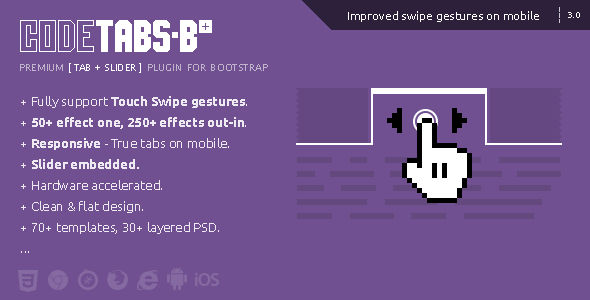 Improved swipe gestures on mobile 3.0
CODETABS·B+
PREMIUM [ TAB + SLIDER ] PLUGIN FOR BOOTSTRAP
+ Fully support Touch Swipe gestures.
+ 50+ effect one, 250+ effects out-in.
+ Responsive - True tabs on mobile.
+ Slider embedded.
+ Hardware accelerated.
+ Clean & flat design.
+ 70+ templates, 30+ layered PSD.
...
iOS